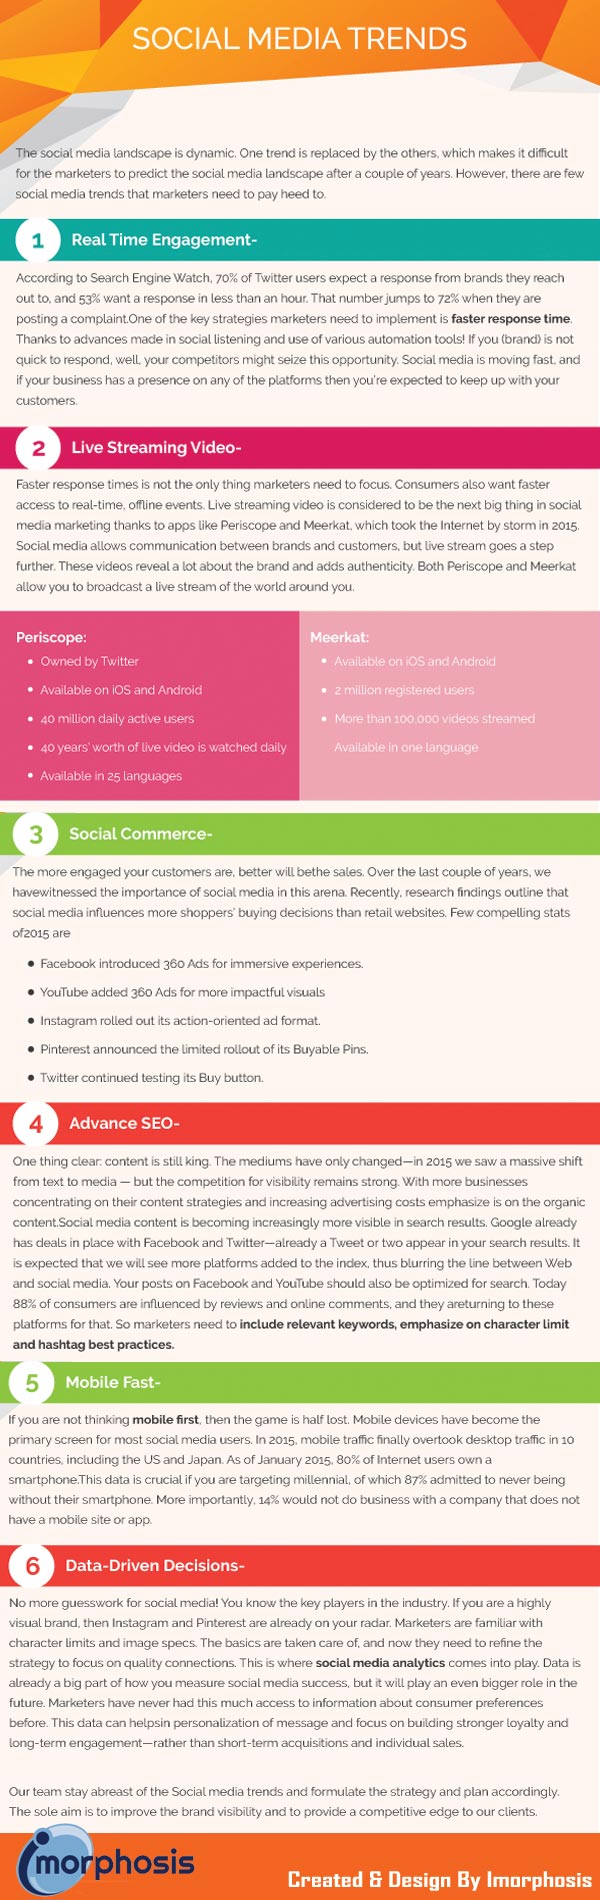 SOCIAL MEDIA TRENDS
The social media landscape is dynamic. One trend is replaced by the others, which makes it difficult
for the marketers to predict the social media landscape after a couple of years. However, there are few
social media trends that marketers need to pay heed to.
1 Real Time Engagement-
According to Search Engine Watch, 70% of Twitter users expect a response from brands they reach
out to, and 53% want a response in less than an hour. That number jumps to 72% when they are
posting a complaint.One of the key strategies marketers need to implement is faster response time.
Thanks to advances made in social listening and use of various automation tools! If you (brand) is not
quick to respond, well, your competitors might seize this opportunity. Social media is moving fast, and
if your business has a presence on any of the platforms then you're expected to keep up with your
customers.
2 Live Streaming Video-
Faster response times is not the only thing marketers need to focus. Consumers also want faster
access to real-time, offline events. Live streaming video is considered to be the next big thing in social
media marketing thanks to apps like Periscope and Meerkat, which took the Internet by storm in 2015.
Social media allows communication between brands and customers, but live stream goes a step
further. These videos reveal a lot about the brand and adds authenticity. Both Periscope and Meerkat
allow you to broadcast a live stream of the world around you.
Periscope:
• Owned by Twitter
• Available on iOS and Android
• 40 million daily active users
• 40 years' worth of live video is watched daily
• Available in 25 languages
Meerkat:
• Available on iOS and Android
• 2 million registered users
• More than 100,000 videos streamed
Available in one language
3 Social Commerce-
The more engaged your customers are, better will bethe sales. Over the last couple of years, we
havewitnessed the importance of social media in this arena. Recently, research findings outline that
social media influences more shoppers' buying decisions than retail websites. Few compelling stats
of2015 are
• Facebook introduced 360 Ads for immersive experiences.
• YouTube added 360 Ads for more impactful visuals
• Instagram rolled out its action-oriented ad format.
• Pinterest announced the limited rollout of its Buyable Pins.
• Twitter continued testing its Buy button.
4 Advance SEO-
One thing clear: content is still king. The mediums have only changed—in 2015 we saw a massive shift
from text to media — but the competition for visibility remains strong. With more businesses
concentrating on their content strategies and increasing advertising costs emphasize is on the organic
content.Social media content is becoming increasingly more visible in search results. Google already
has deals in place with Facebook and Twitter—already a Tweet or two appear in your search results. It
is expected that we will see more platforms added to the index, thus blurring the line between Web
and social media. Your posts on Facebook and YouTube should also be optimized for search. Today
88% of consumers are influenced by reviews and online comments, and they areturning to these
platforms for that. So marketers need to include relevant keywords, emphasize on character limit
and hashtag best practices.
5 Mobile Fast-
If you are not thinking mobile first, then the game is half lost. Mobile devices have become the
primary screen for most social media users. In 2015, mobile traffic finally overtook desktop traffic in 10
countries, including the US and Japan. As of January 2015, 80% of Internet users own a
smartphone.This data is crucial if you are targeting millennial, of which 87% admitted to never being
without their smartphone. More importantly, 14% would not do business with a company that does not
have a mobile site or app.
6 Data-Driven Decisions-
No more guesswork for social media! You know the key players in the industry. If you are a highly
visual brand, then Instagram and Pinterest are already on your radar. Marketers are familiar with
character limits and image specs. The basics are taken care of, and now they need to refine the
strategy to focus on quality connections. This is where social media analytics comes into play. Data is
already a big part of how you measure social media success, but it will play an even bigger role in the
future. Marketers have never had this much access to information about consumer preferences
before. This data can helpsin personalization of message and focus on building stronger loyalty and
long-term engagement—rather than short-term acquisitions and individual sales.
Our team stay abreast of the Social media trends and formulate the strategy and plan accordingly.
The sole aim is to improve the brand visibility and to provide a competitive edge to our clients.
imorphosis
Created & Design By Imorphosis